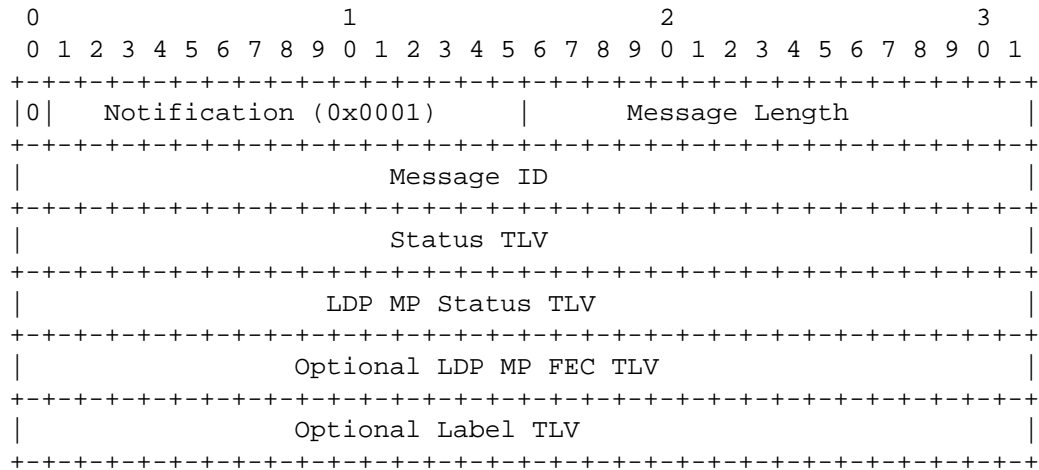 0                   1                   2                   3
 0 1 2 3 4 5 6 7 8 9 0 1 2 3 4 5 6 7 8 9 0 1 2 3 4 5 6 7 8 9 0 1
+-+-+-+-+-+-+-+-+-+-+-+-+-+-+-+-+-+-+-+-+-+-+-+-+-+-+-+-+-+-+-+-+
|0|   Notification (0x0001)     |      Message Length           |
+-+-+-+-+-+-+-+-+-+-+-+-+-+-+-+-+-+-+-+-+-+-+-+-+-+-+-+-+-+-+-+-+
|                       Message ID                              |
+-+-+-+-+-+-+-+-+-+-+-+-+-+-+-+-+-+-+-+-+-+-+-+-+-+-+-+-+-+-+-+-+
|                       Status TLV                              |
+-+-+-+-+-+-+-+-+-+-+-+-+-+-+-+-+-+-+-+-+-+-+-+-+-+-+-+-+-+-+-+-+
|                   LDP MP Status TLV                           |
+-+-+-+-+-+-+-+-+-+-+-+-+-+-+-+-+-+-+-+-+-+-+-+-+-+-+-+-+-+-+-+-+
|                 Optional LDP MP FEC TLV                       |
+-+-+-+-+-+-+-+-+-+-+-+-+-+-+-+-+-+-+-+-+-+-+-+-+-+-+-+-+-+-+-+-+
|                 Optional Label TLV                            |
+-+-+-+-+-+-+-+-+-+-+-+-+-+-+-+-+-+-+-+-+-+-+-+-+-+-+-+-+-+-+-+-+